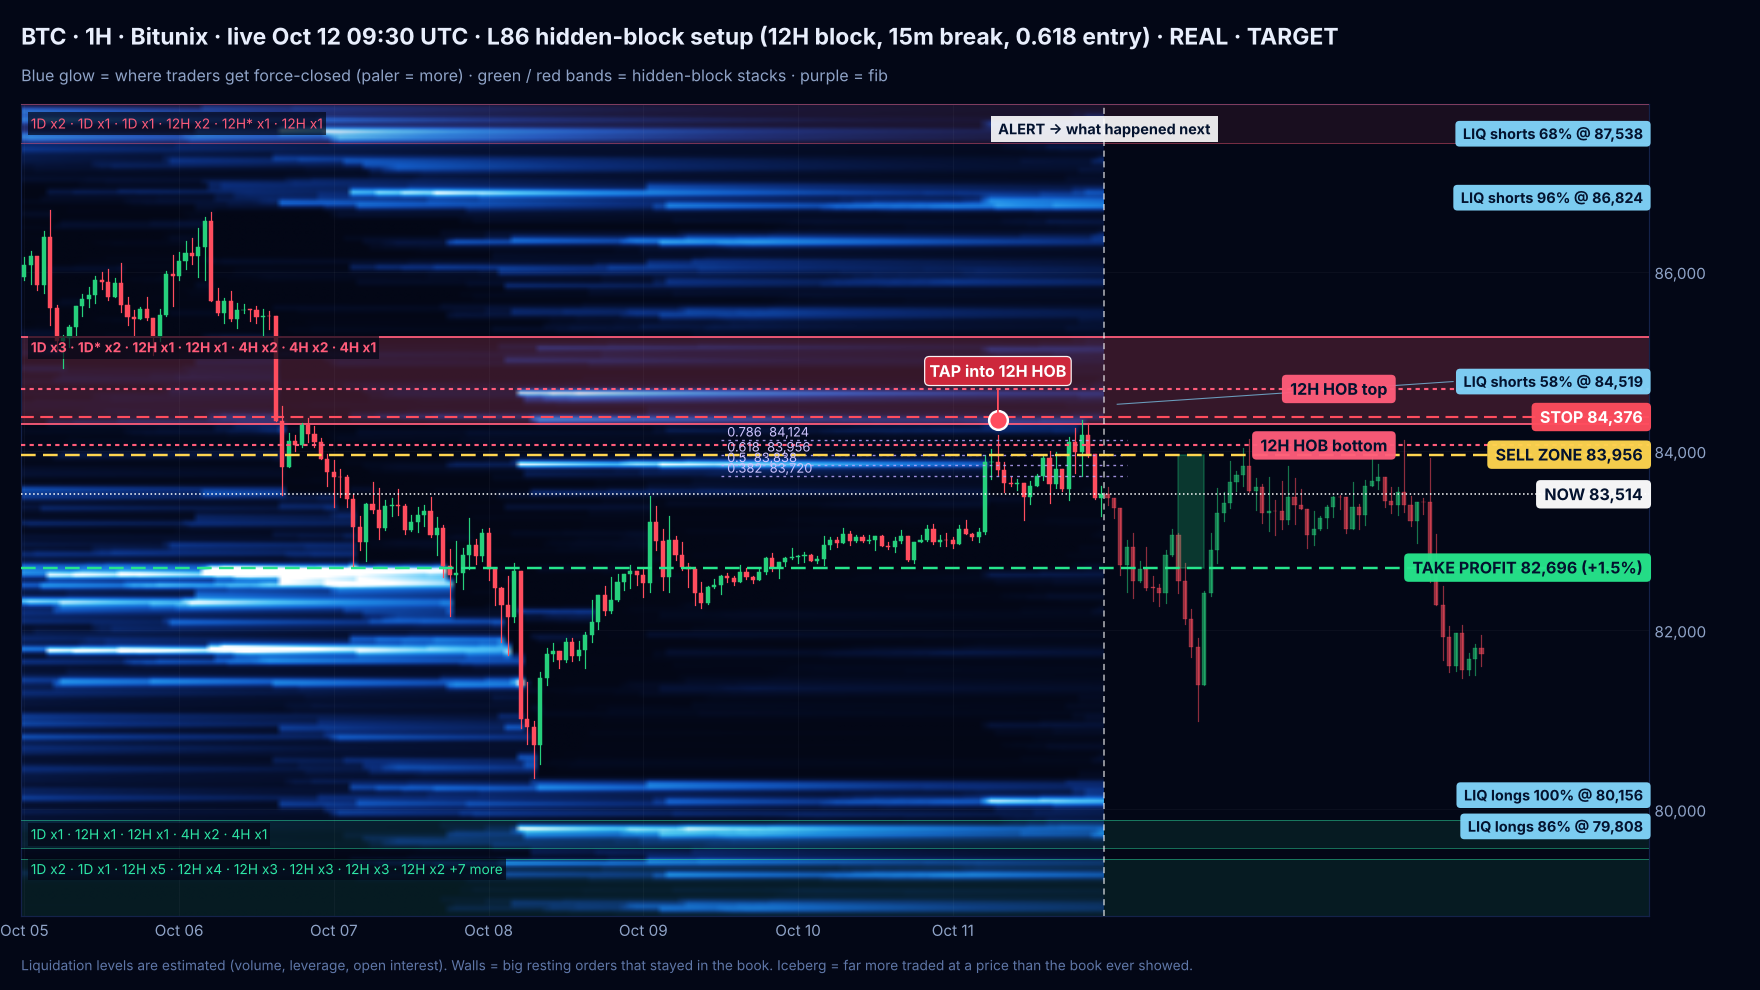 BTC · 1H · Bitunix · live Oct 12 09:30 UTC · L86 hidden-block setup (12H block, 15m break, 0.618 entry) · REAL · TARGET
Blue glow = where traders get force-closed (paler = more) · green / red bands = hidden-block stacks · purple = fib
1D x2 · 1D x1 · 1D x1 · 12H x2 · 12H* x1 · 12H x1
ALERT → what happened next
LIQ shorts 68% @ 87,538
LIQ shorts 96% @ 86,824
86,000
1D x3 · 1D* x2 · 12H x1 · 12H x1 · 4H x2 · 4H x2 · 4H x1
TAP into 12H HOB
12H HOB top
LIQ shorts 58% @ 84,519
STOP 84,376
0.786 84,124
0.618 83,956
0.5 83,838
0.382 83,720
12H HOB bottom
SELL ZONE 83,956
84,000
NOW 83,514
TAKE PROFIT 82,696 (+1.5%)
82,000
LIQ longs 100% @ 80,156
80,000
LIQ longs 86% @ 79,808
1D x1 · 12H x1 · 12H x1 · 4H x2 · 4H x1
1D x2 · 1D x1 · 12H x5 · 12H x4 · 12H x3 · 12H x3 · 12H x3 · 12H x2 +7 more
Oct 05 Oct 06 Oct 07 Oct 08 Oct 09 Oct 10 Oct 11
Liquidation levels are estimated (volume, leverage, open interest). Walls = big resting orders that stayed in the book. Iceberg = far more traded at a price than the book ever showed.